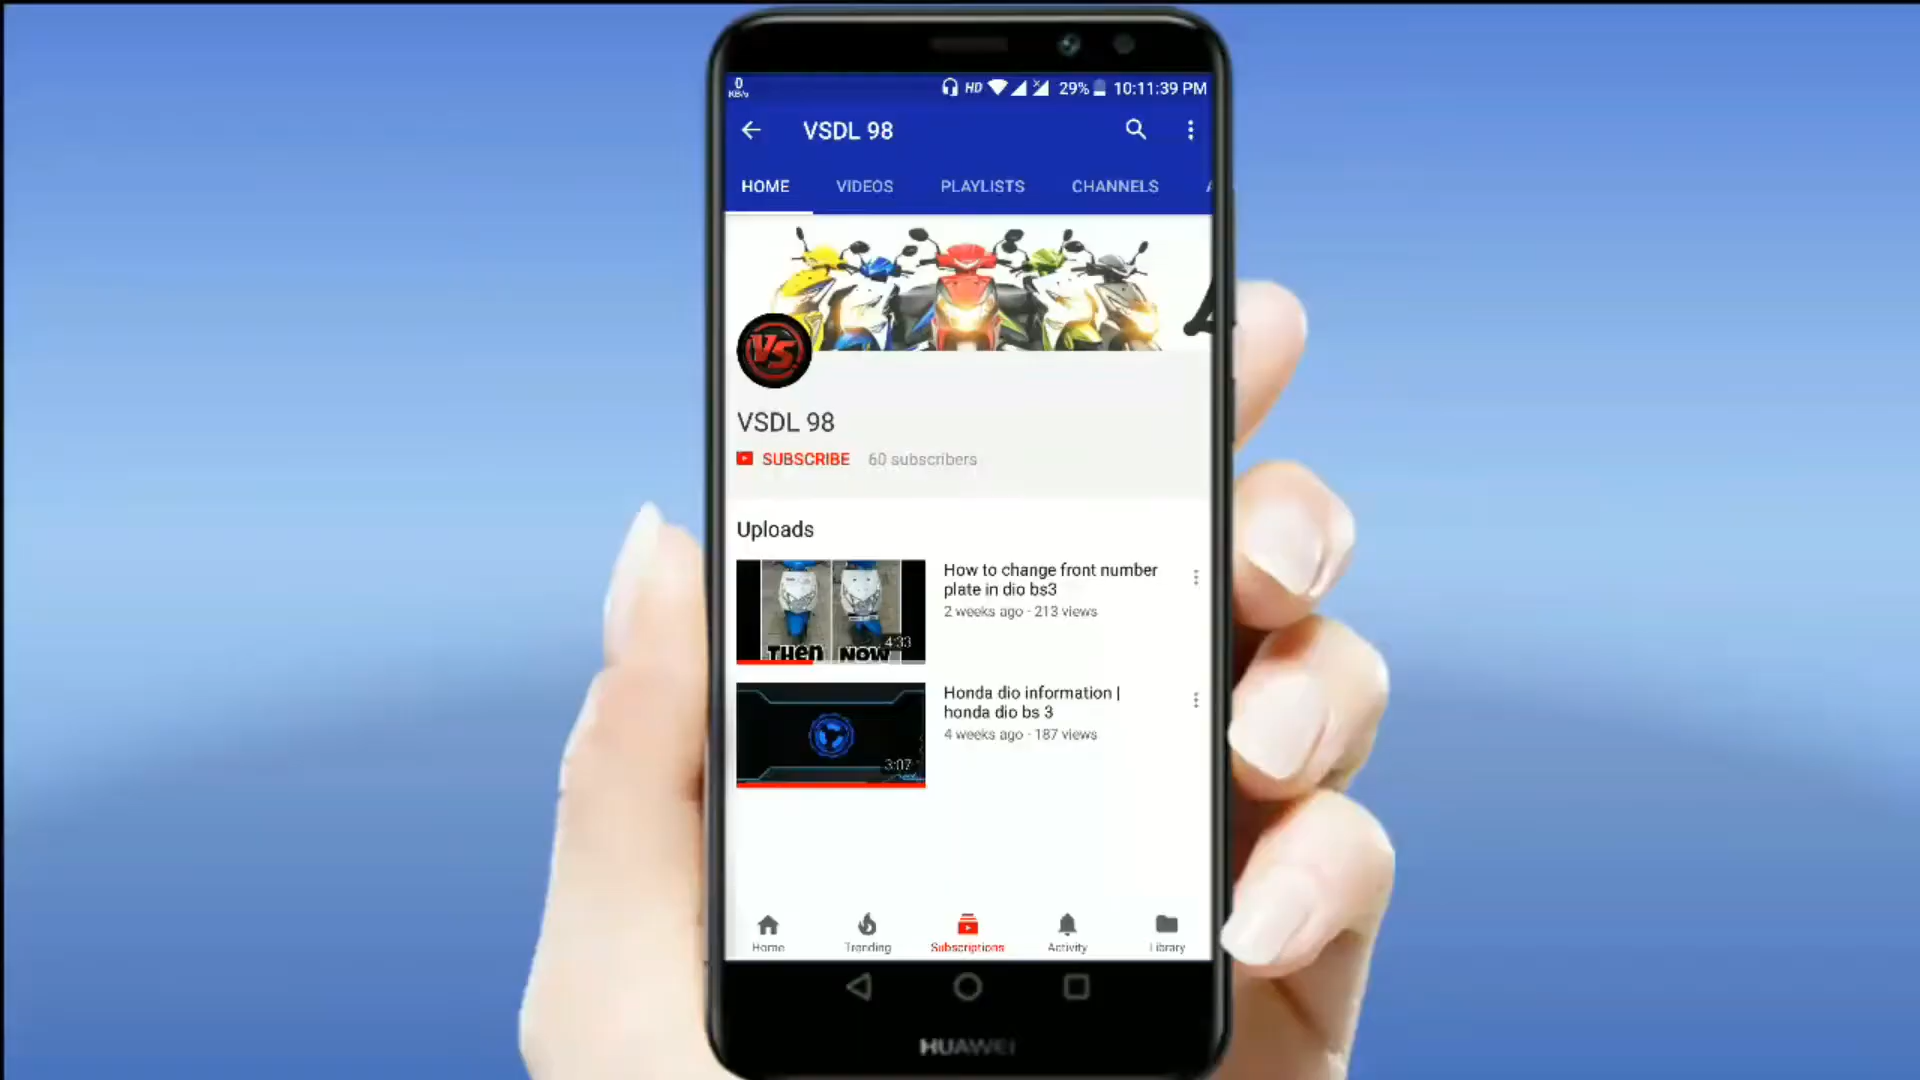 0
KB/s
HD 29% 10:11:39 PM
VSDL 98
HOME VIDEOS PLAYLISTS CHANNELS
VS
VSDL 98
SUBSCRIBE 60 subscribers
Uploads
THEN NOW
4:33
How to change front number
plate in dio bs3
2 weeks ago · 213 views
3:07
Honda dio information |
honda dio bs 3
4 weeks ago · 187 views
Home Trending Subscriptions Activity Library
HUAWEI